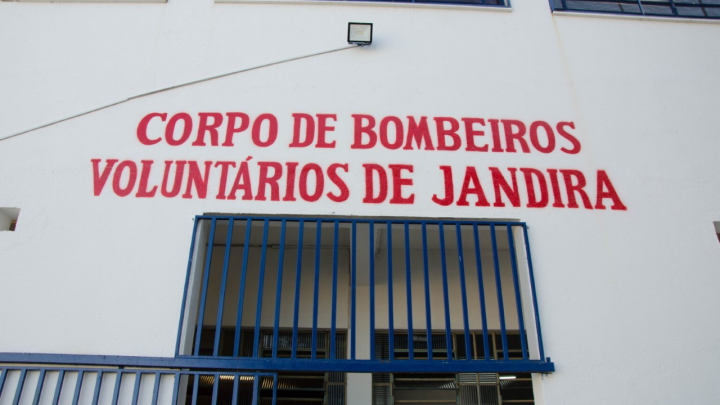 CORPO DE BOMBEIROS
VOLUNTÁRIOS DE JANDIRA